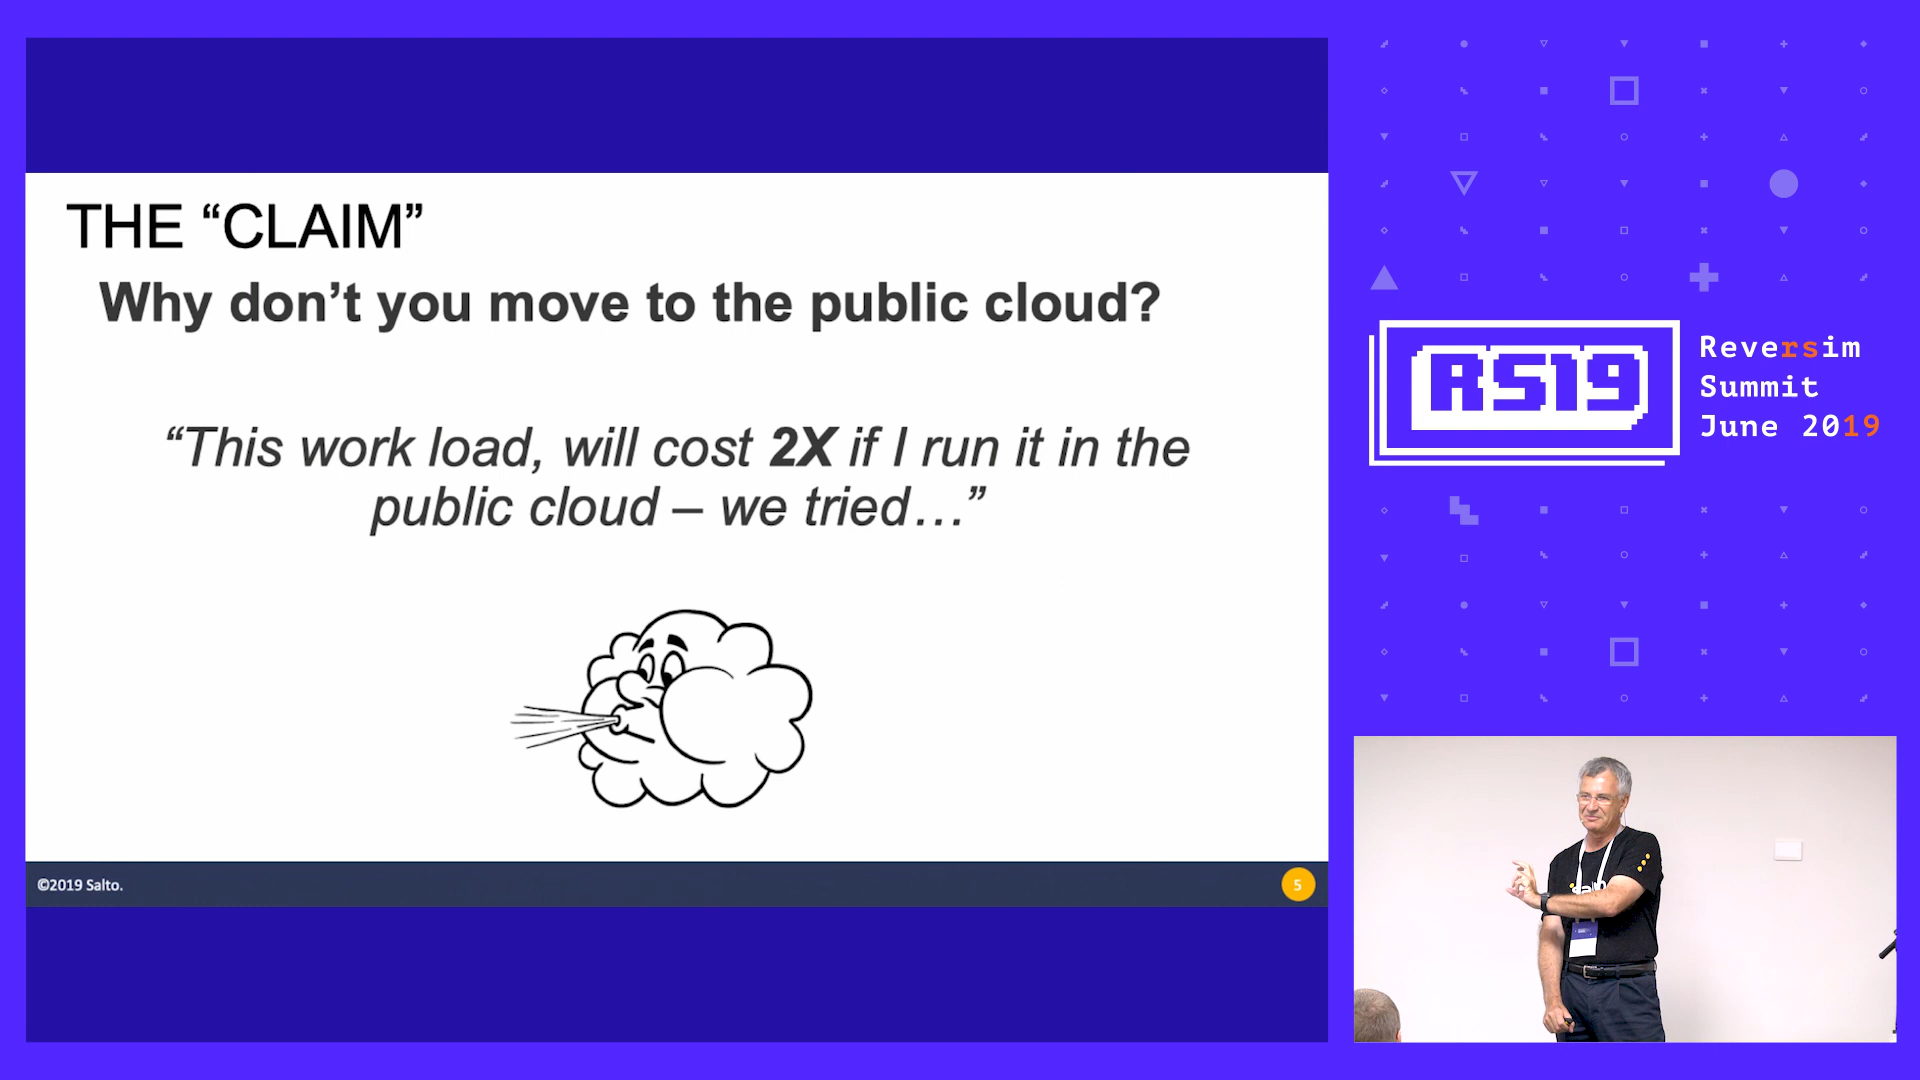 THE “CLAIM”
Why don’t you move to the public cloud?
“This work load, will cost 2X if I run it in the
public cloud – we tried…”
©2019 Salto.
5
RS19
Reversim
Summit
June 2019